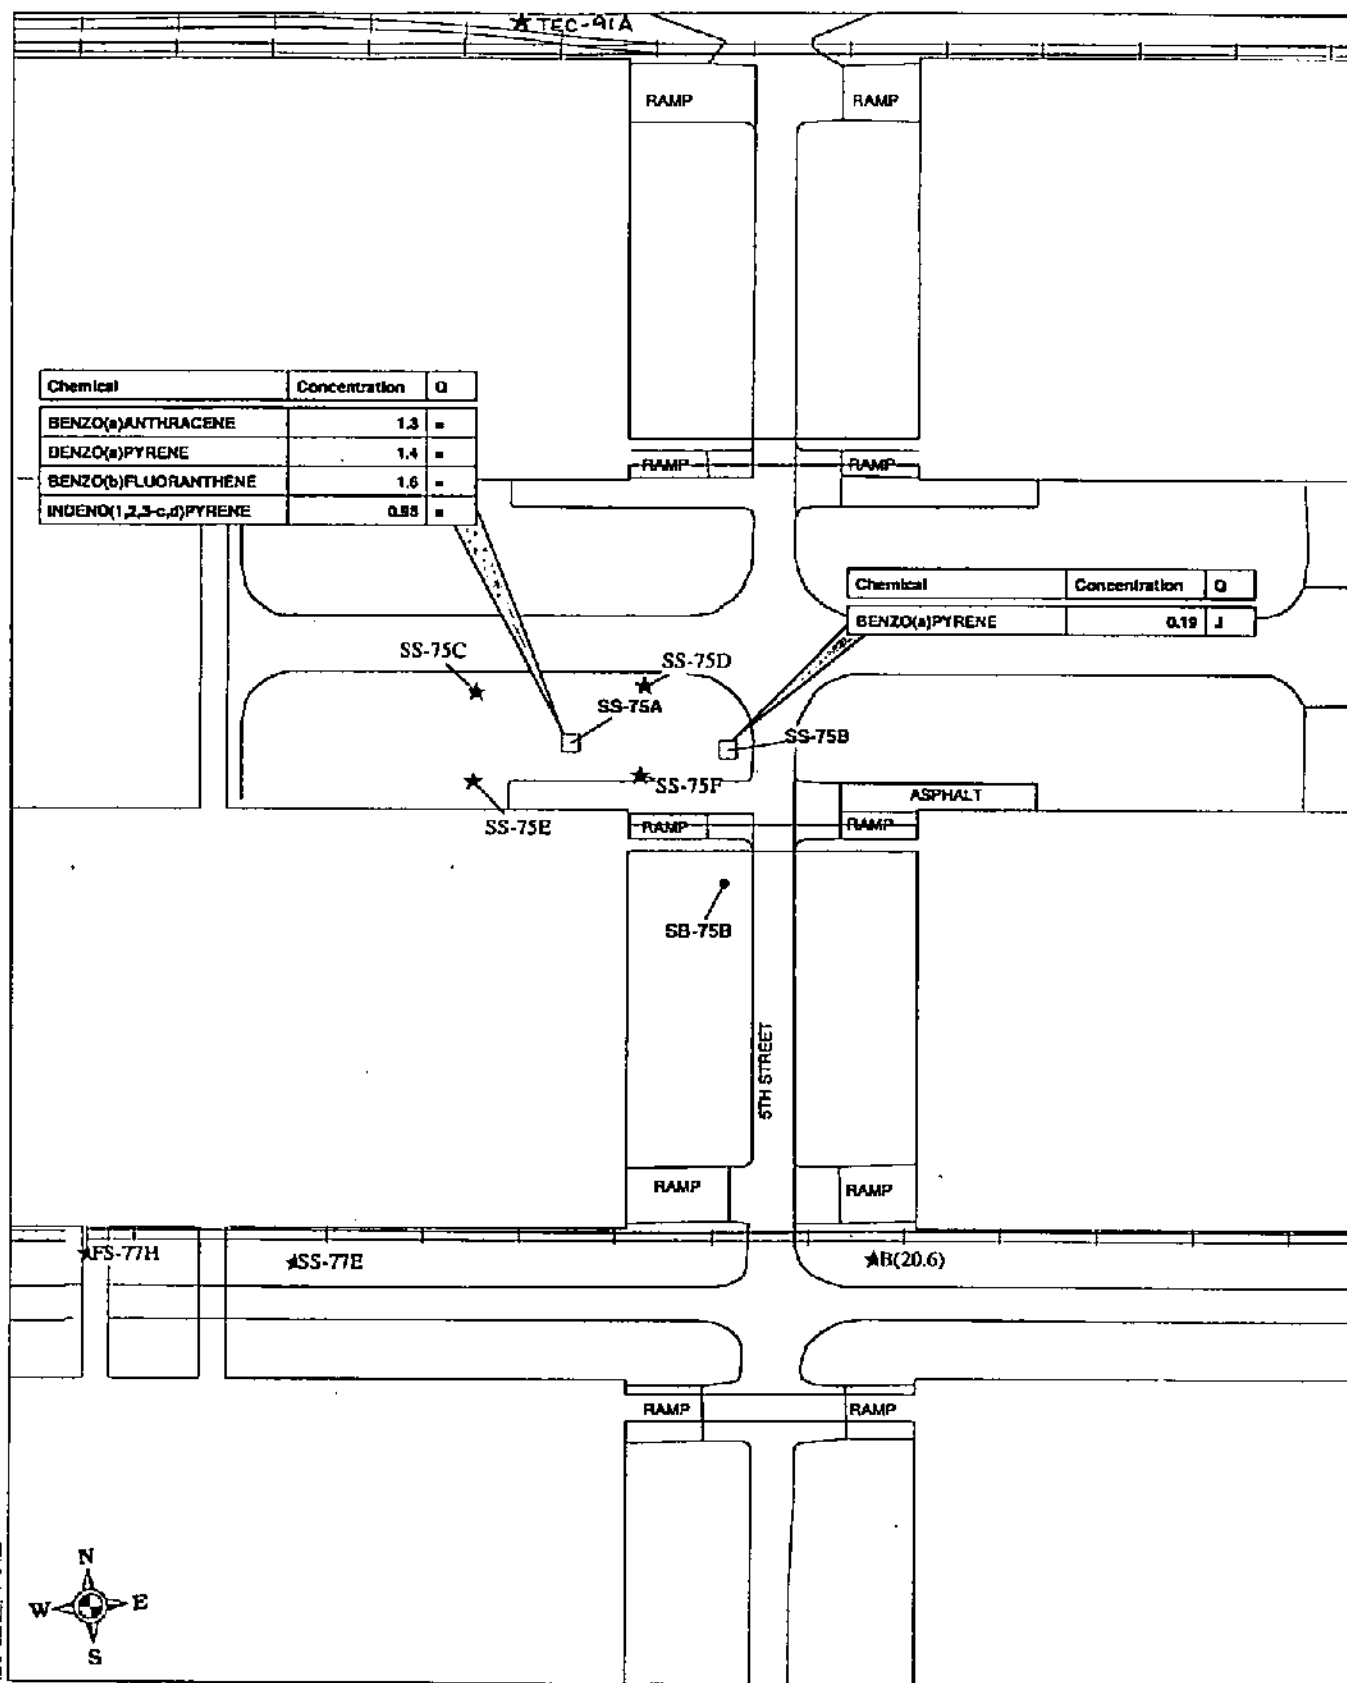 TEC-91A
RAMP RAMP
Chemical Concentration Q
BENZO(a)ANTHRACENE 1.3 =
BENZO(a)PYRENE 1.4 =
BENZO(b)FLUORANTHENE 1.6 =
INDENO(1,2,3-c,d)PYRENE 0.95 =
RAMP RAMP
Chemical Concentration Q
BENZO(a)PYRENE 0.19 J
SS-75C
SS-75D
SS-75A
SS-75B
SS-75F
SS-75E
ASPHALT
RAMP RAMP
SB-75B
5TH STREET
RAMP RAMP
FS-77H
SS-77E
B(20.6)
RAMP RAMP
N
W E
S